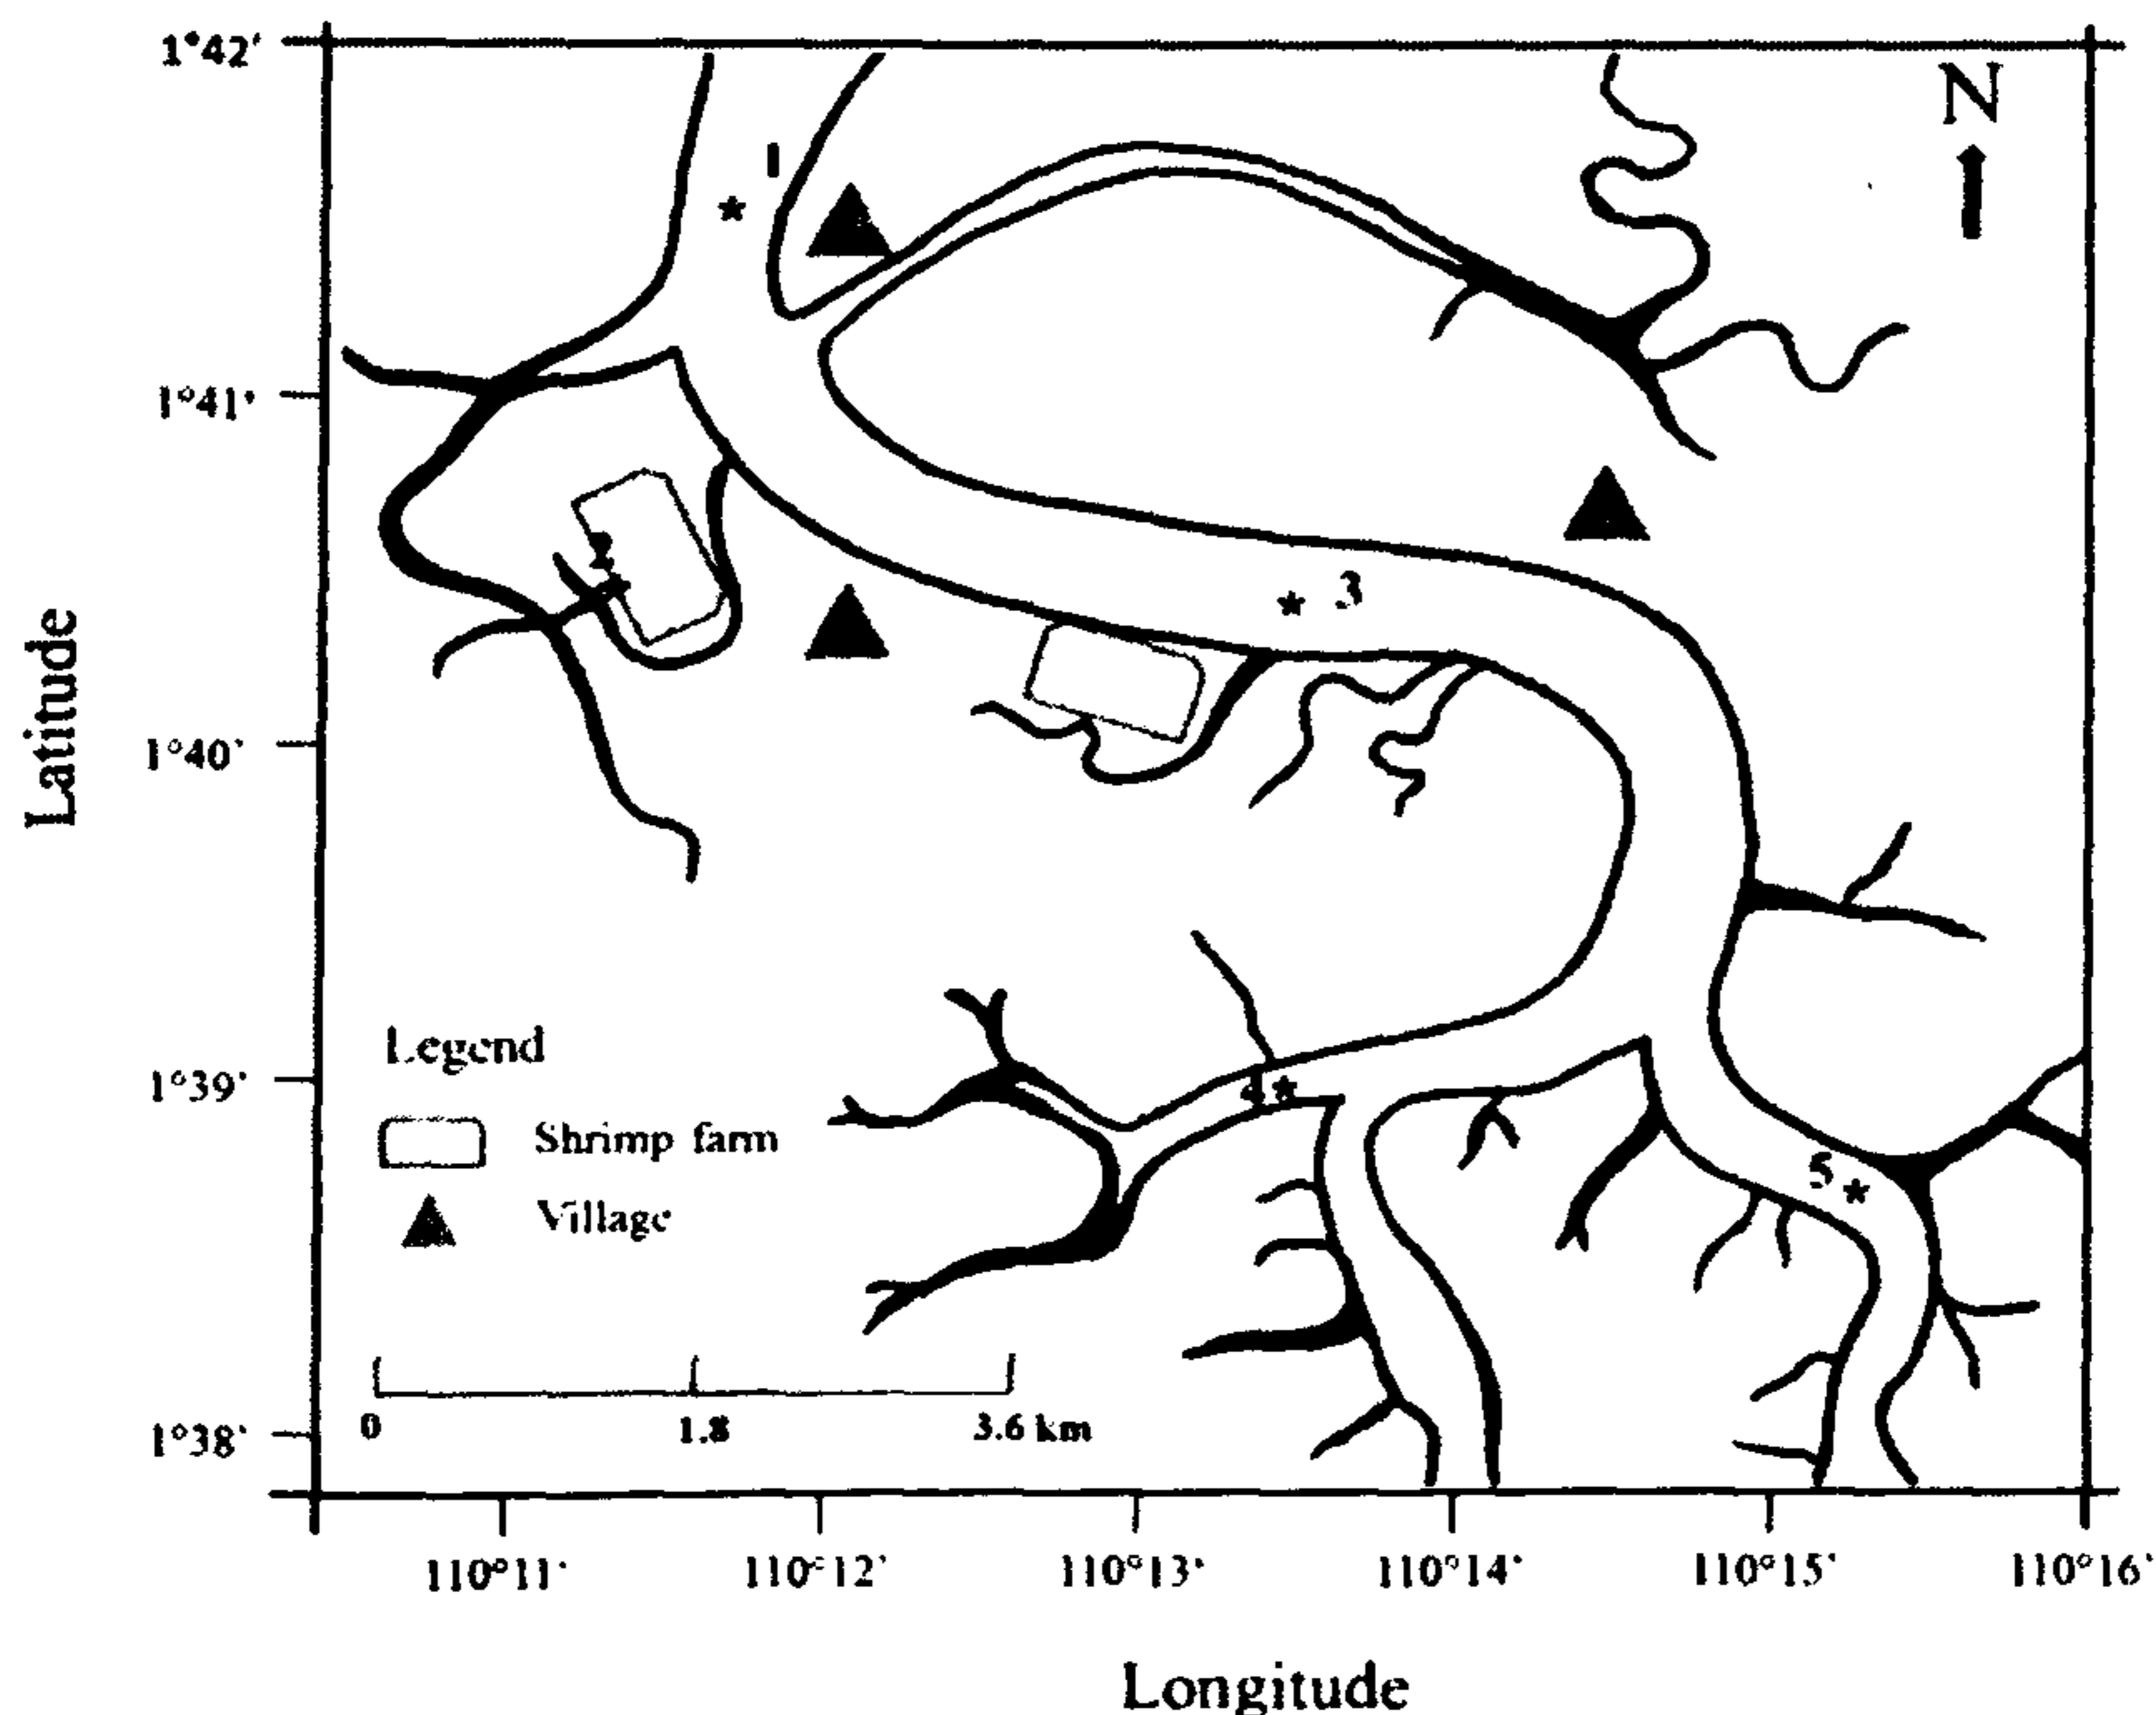 1°42'
N
1
1°41'
2
3
Latitude
1°40'
Legend
1°39'
4
Shrimp farm
5
Village
0 1.8 3.6 km
1°38'
110°11' 110°12' 110°13' 110°14' 110°15' 110°16'
Longitude